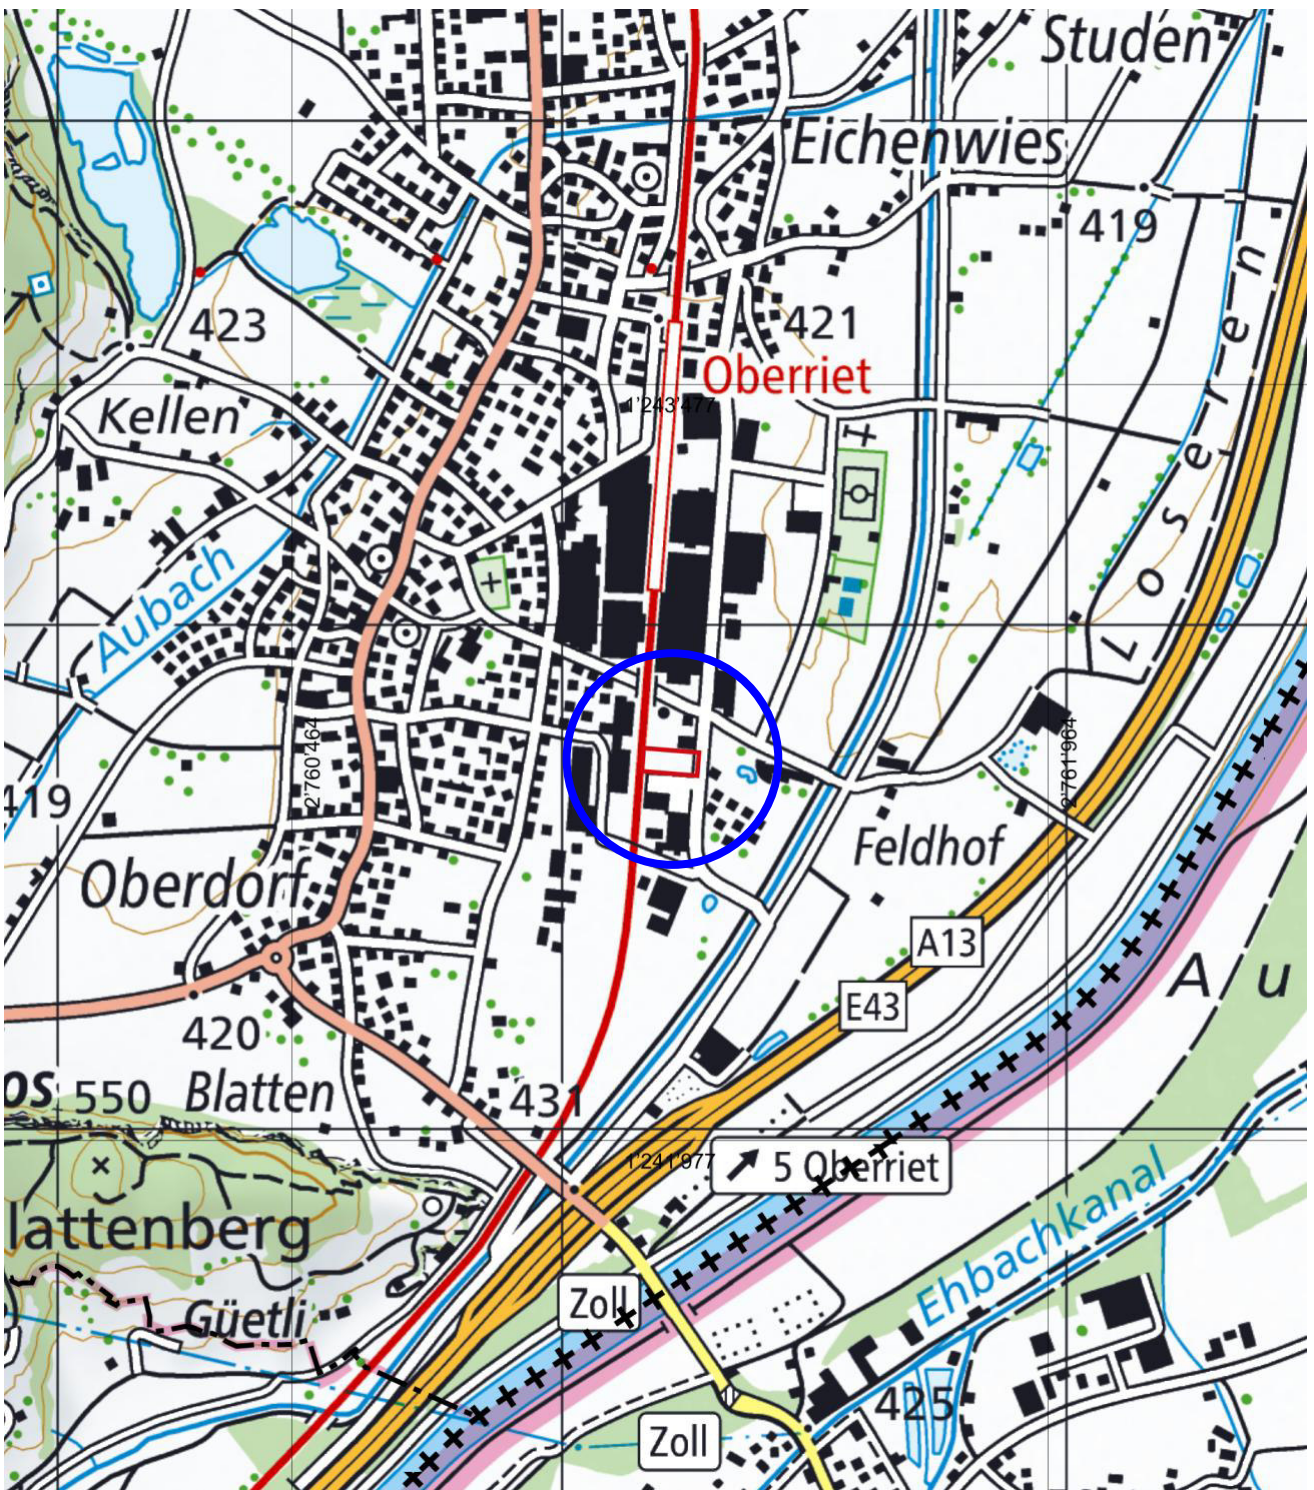 Studen
Eichenwies
419
423
421
Oberriet
1'243'477
Kellen
Loseren
Aubach
2'760'464
2'761'964
419
Feldhof
Oberdorf
A13
Au
E43
420
os 550
Blatten
431
1'241'977
5 Oberriet
lattenberg
Ehbachkanal
Zoll
Güetli
425
Zoll